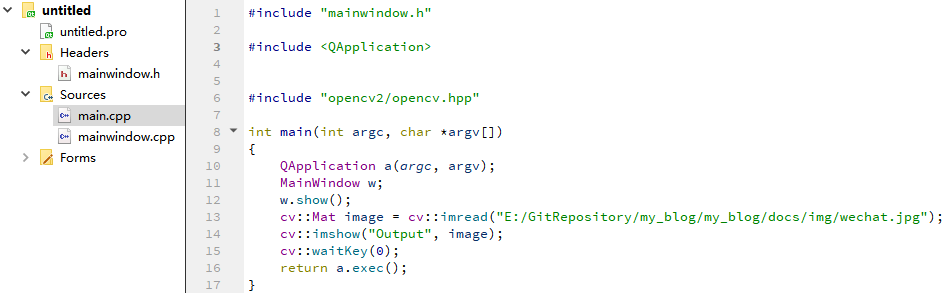 untitled
untitled.pro
Headers
mainwindow.h
Sources
main.cpp
mainwindow.cpp
Forms
1 #include "mainwindow.h"
2
3 #include <QApplication>
4
5
6 #include "opencv2/opencv.hpp"
7
8 int main(int argc, char *argv[])
9 {
10     QApplication a(argc, argv);
11     MainWindow w;
12     w.show();
13     cv::Mat image = cv::imread("E:/GitRepository/my_blog/my_blog/docs/img/wechat.jpg");
14     cv::imshow("Output", image);
15     cv::waitKey(0);
16     return a.exec();
17 }